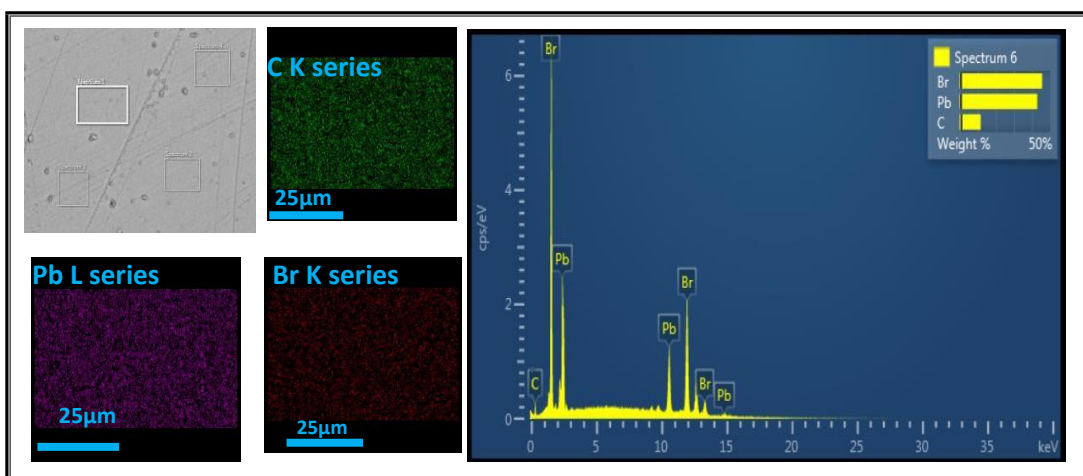 C K series
25µm
Pb L series
25µm
Br K series
25µm
Br
Pb
C
Pb
Br
Br
Pb
Spectrum 6
Br
Pb
C
Weight %
50%
cps/eV
6
4
2
0
0
5
10
15
20
25
30
35
keV